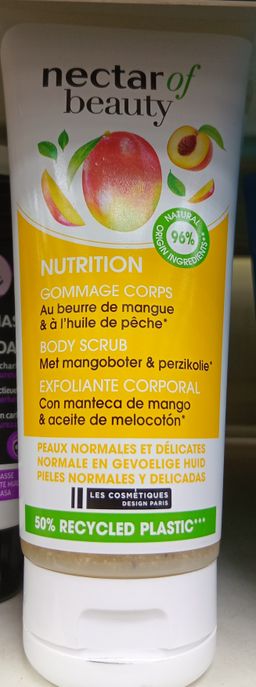 nectar of
beauty
NATURAL
96%
ORIGIN INGREDIENTS**
NUTRITION
GOMMAGE CORPS
Au beurre de mangue
& à l'huile de pêche*
BODY SCRUB
Met mangoboter & perzikolie*
EXFOLIANTE CORPORAL
Con manteca de mango
& aceite de melocotón*
PEAUX NORMALES ET DÉLICATES
NORMALE EN GEVOELIGE HUID
PIELES NORMALES Y DELICADAS
LES COSMÉTIQUES
DESIGN PARIS
50% RECYCLED PLASTIC***